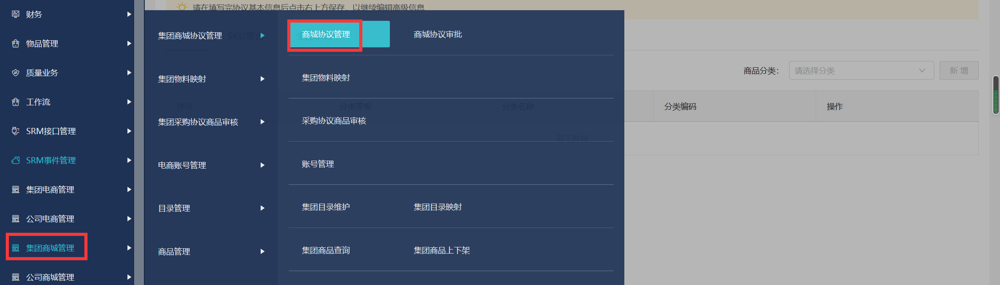 财务
物品管理
质量业务
工作流
SRM接口管理
SRM事件管理
集团电商管理
公司电商管理
集团商城管理
公司商城管理
请在填写完协议基本信息后点击右上方保存，以继续编辑高级信息
集团商城协议管理
SKU集合
商城协议管理
商城协议审批
集团物料映射
集团物料映射
序号
分类等级
分类名称
集团采购协议商品审核
采购协议商品审核
暂无数据
电商账号管理
账号管理
目录管理
集团目录维护
集团目录映射
商品管理
集团商品查询
集团商品上下架
商品分类：
请选择分类
新 增
分类编码
操作